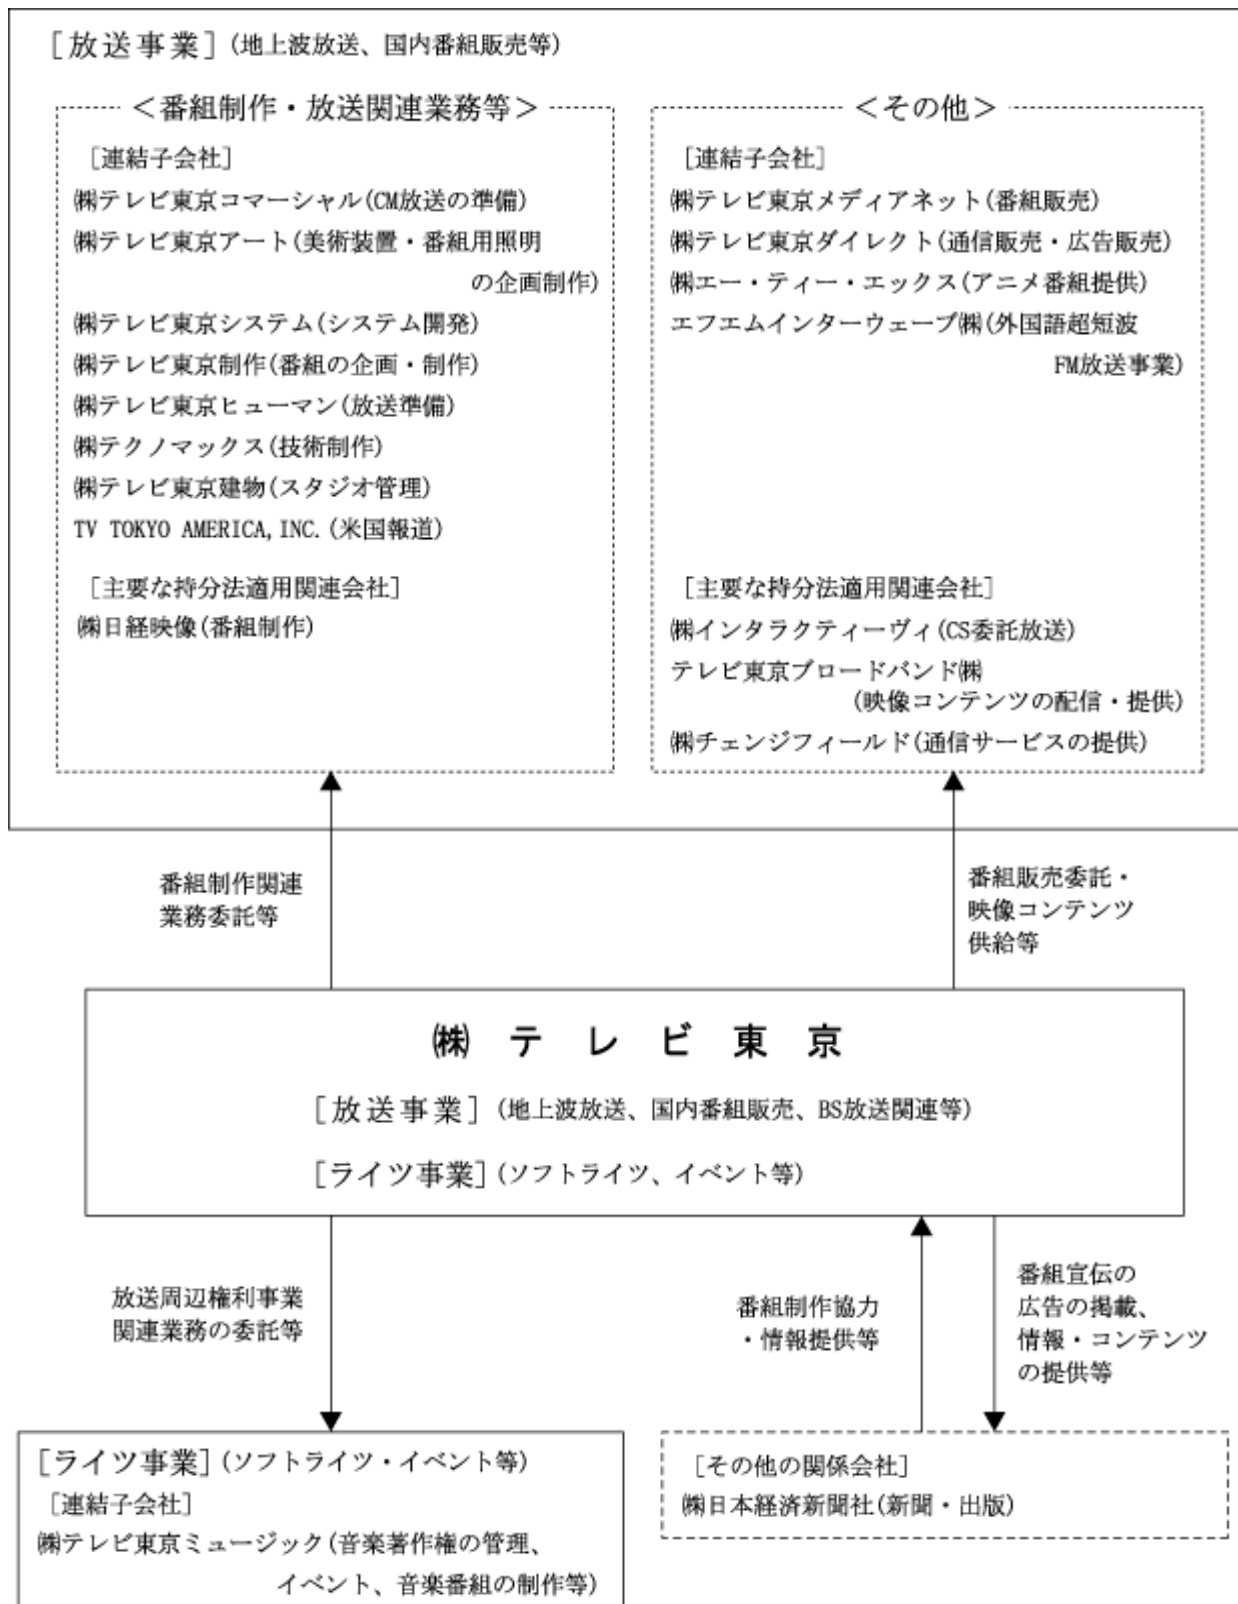 ［放送事業］(地上波放送、国内番組販売等)
＜番組制作・放送関連業務等＞
［連結子会社］
㈱テレビ東京コマーシャル(CM放送の準備)
㈱テレビ東京アート(美術装置・番組用照明
の企画制作)
㈱テレビ東京システム(システム開発)
㈱テレビ東京制作(番組の企画・制作)
㈱テレビ東京ヒューマン(放送準備)
㈱テクノマックス(技術制作)
㈱テレビ東京建物(スタジオ管理)
TV TOKYO AMERICA,INC.(米国報道)
［主要な持分法適用関連会社］
㈱日経映像(番組制作)
＜その他＞
［連結子会社］
㈱テレビ東京メディアネット(番組販売)
㈱テレビ東京ダイレクト(通信販売・広告販売)
㈱エー・ティー・エックス(アニメ番組提供)
エフエムインターウェーブ㈱(外国語超短波
FM放送事業)
［主要な持分法適用関連会社］
㈱インタラクティーヴィ(CS委託放送)
テレビ東京ブロードバンド㈱
(映像コンテンツの配信・提供)
㈱チェンジフィールド(通信サービスの提供)
番組制作関連
業務委託等
番組販売委託・
映像コンテンツ
供給等
㈱テレビ東京
［放送事業］(地上波放送、国内番組販売、BS放送関連等)
［ライツ事業］(ソフトライツ、イベント等)
放送周辺権利事業
関連業務の委託等
番組制作協力
・情報提供等
番組宣伝の
広告の掲載、
情報・コンテンツ
の提供等
［ライツ事業］(ソフトライツ・イベント等)
［連結子会社］
㈱テレビ東京ミュージック(音楽著作権の管理、
イベント、音楽番組の制作等)
［その他の関係会社］
㈱日本経済新聞社(新聞・出版)